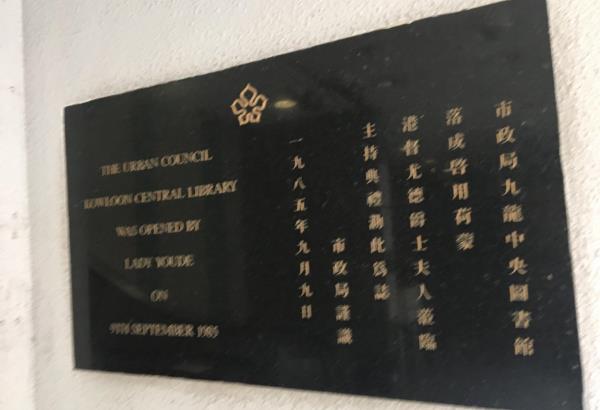 THE URBAN COUNCIL
KOWLOON CENTRAL LIBRARY
WAS OPENED BY
LADY YOUDE
ON
9TH SEPTEMBER 1985
市政局九龍中央圖書館
落成啓用荷蒙
港督尤德爵士夫人蒞臨
主持典禮勒此爲誌
市政局謹識
一九八五年九月九日